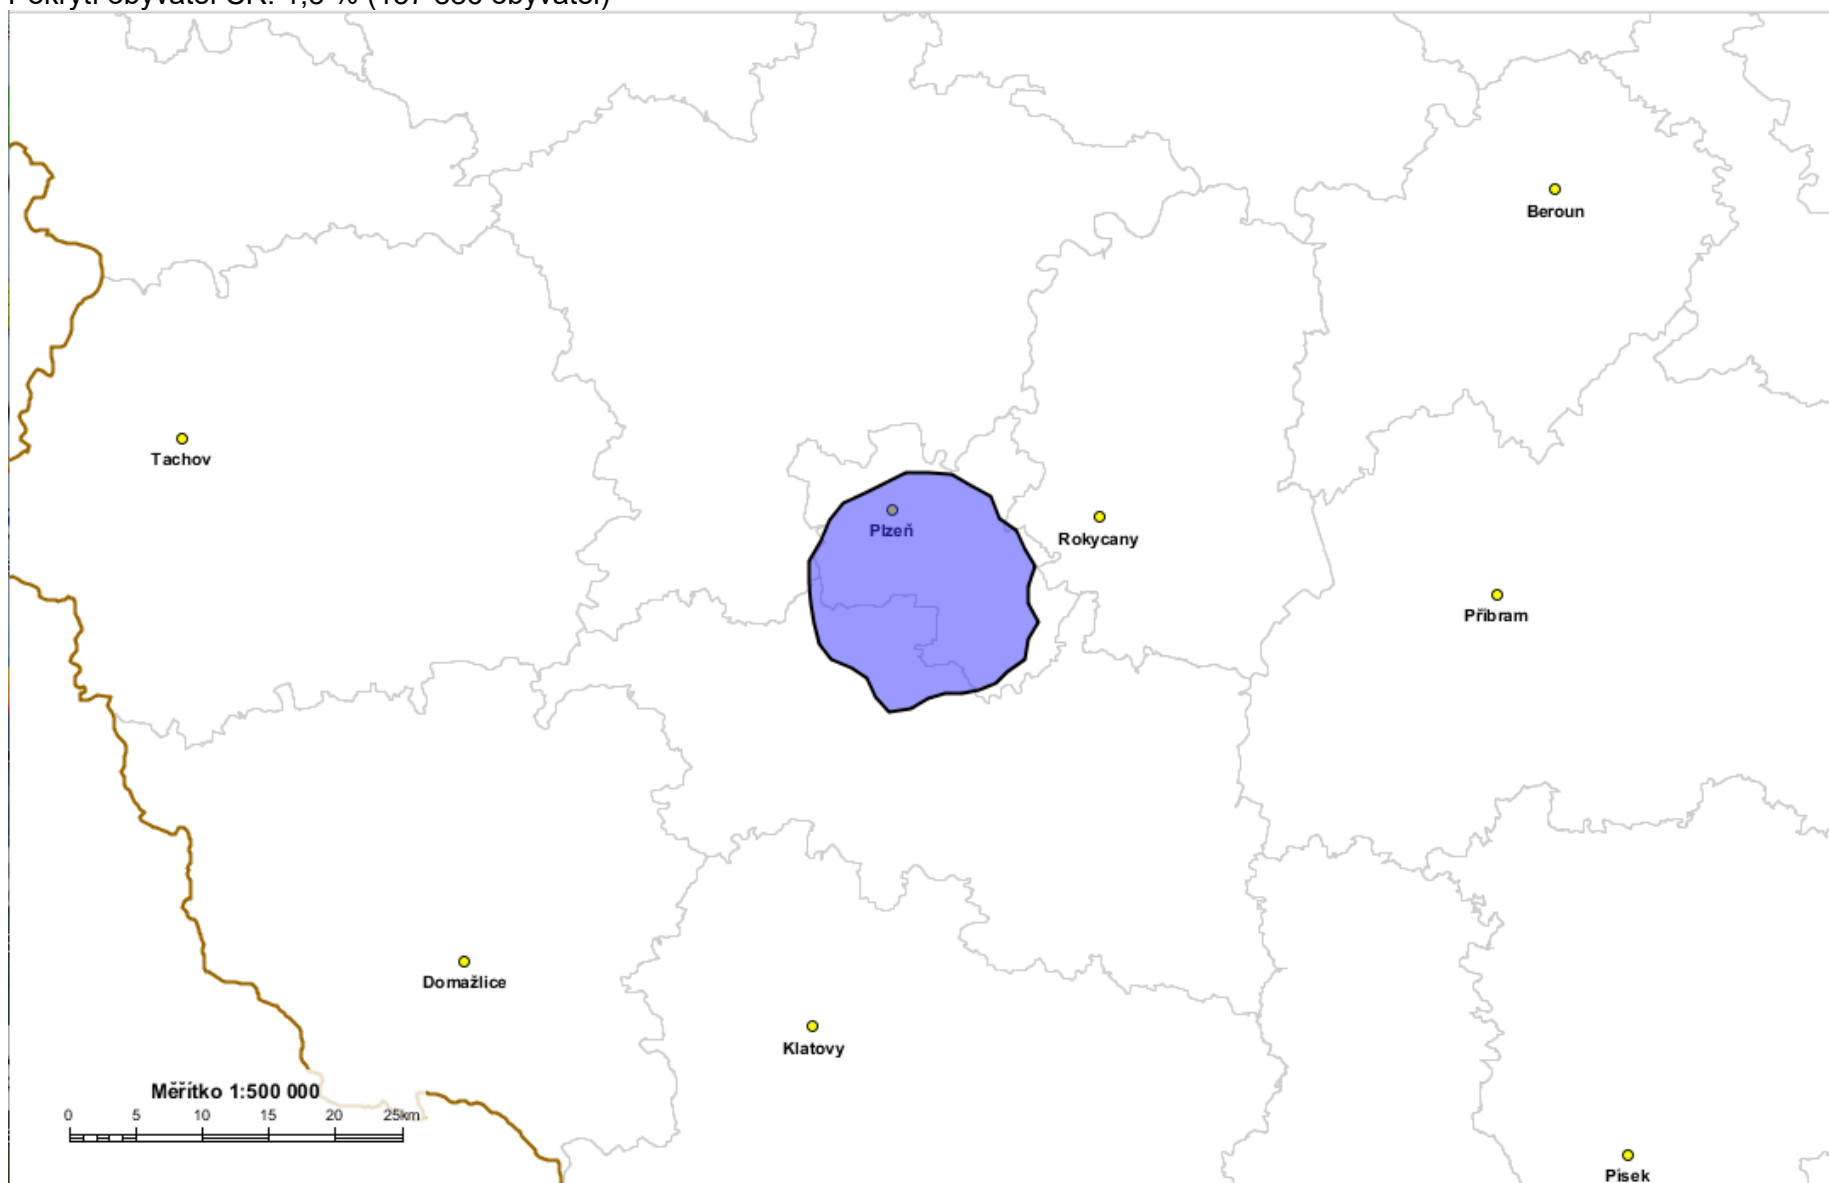 Beroun
Tachov
Plzeň
Rokycany
Příbram
Domažlice
Klatovy
Měřítko 1:500 000
0 5 10 15 20 25km
Písek